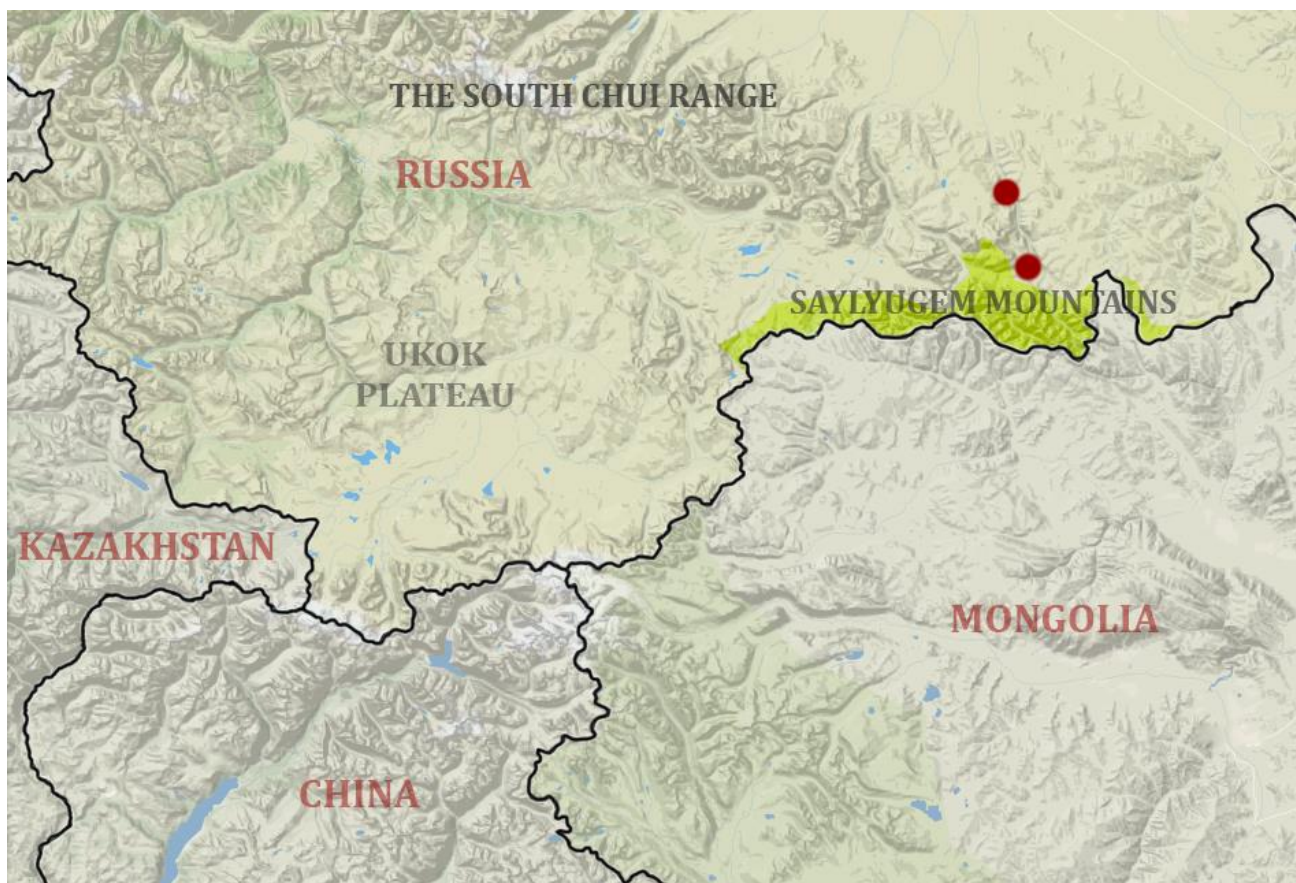 THE SOUTH CHUI RANGE
RUSSIA
SAYLYUGEM MOUNTAINS
UKOK
PLATEAU
KAZAKHSTAN
MONGOLIA
CHINA